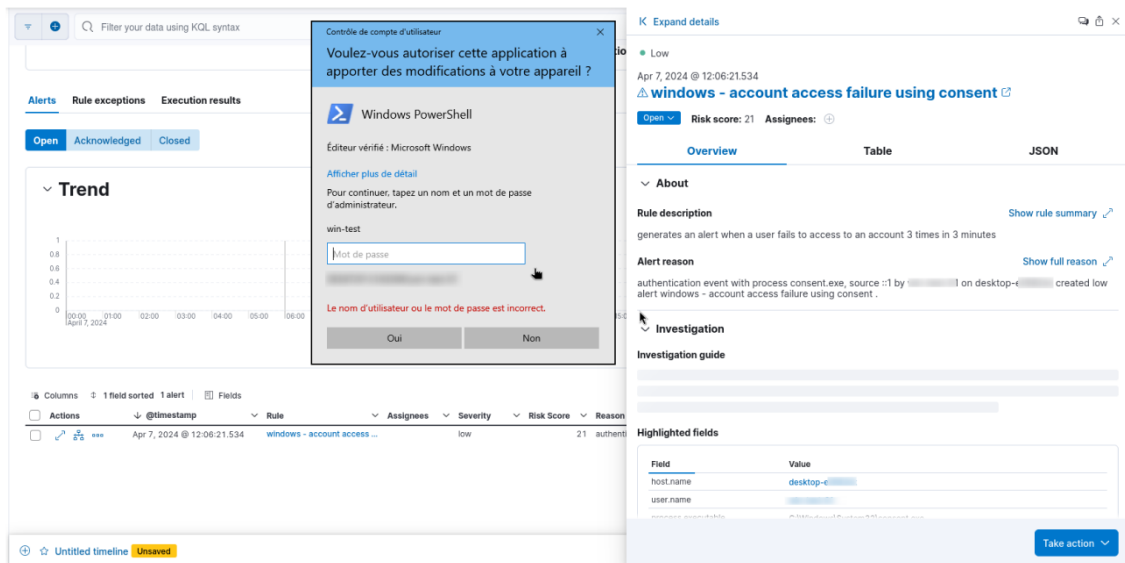 Filter your data using KQL syntax
Alerts Rule exceptions Execution results
Open Acknowledged Closed
Trend
1
0.8
0.6
0.4
0.2
0
00:00 01:00 02:00 03:00 04:00 05:00 06:00
April 7, 2024
Columns 1 field sorted 1 alert Fields
Actions @timestamp Rule Assignees Severity Risk Score Reason
Apr 7, 2024 @ 12:06:21.534 windows - account access ... low 21 authenti
Untitled timeline Unsaved
Contrôle de compte d'utilisateur
Voulez-vous autoriser cette application à
apporter des modifications à votre appareil ?
Windows PowerShell
Éditeur vérifié : Microsoft Windows
Afficher plus de détail
Pour continuer, tapez un nom et un mot de passe
d'administrateur.
win-test
Mot de passe
Le nom d'utilisateur ou le mot de passe est incorrect.
Oui Non
Expand details
Low
Apr 7, 2024 @ 12:06:21.534
windows - account access failure using consent
Open Risk score: 21 Assignees:
Overview Table JSON
About
Rule description Show rule summary
generates an alert when a user fails to access to an account 3 times in 3 minutes
Alert reason Show full reason
authentication event with process consent.exe, source ::1 by on desktop-e created low
alert windows - account access failure using consent .
Investigation
Investigation guide
Highlighted fields
Field Value
host.name desktop-e
user.name
Take action